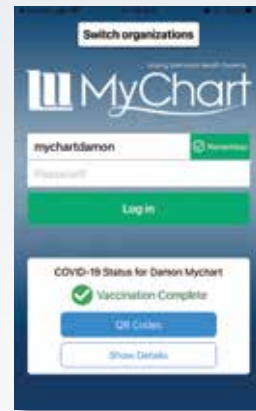 Switch organizations
MyChart
mychartdamon
Password
Log in
COVID-19 Status for Damon Mychart
Vaccination Complete
QR Codes
Show Details